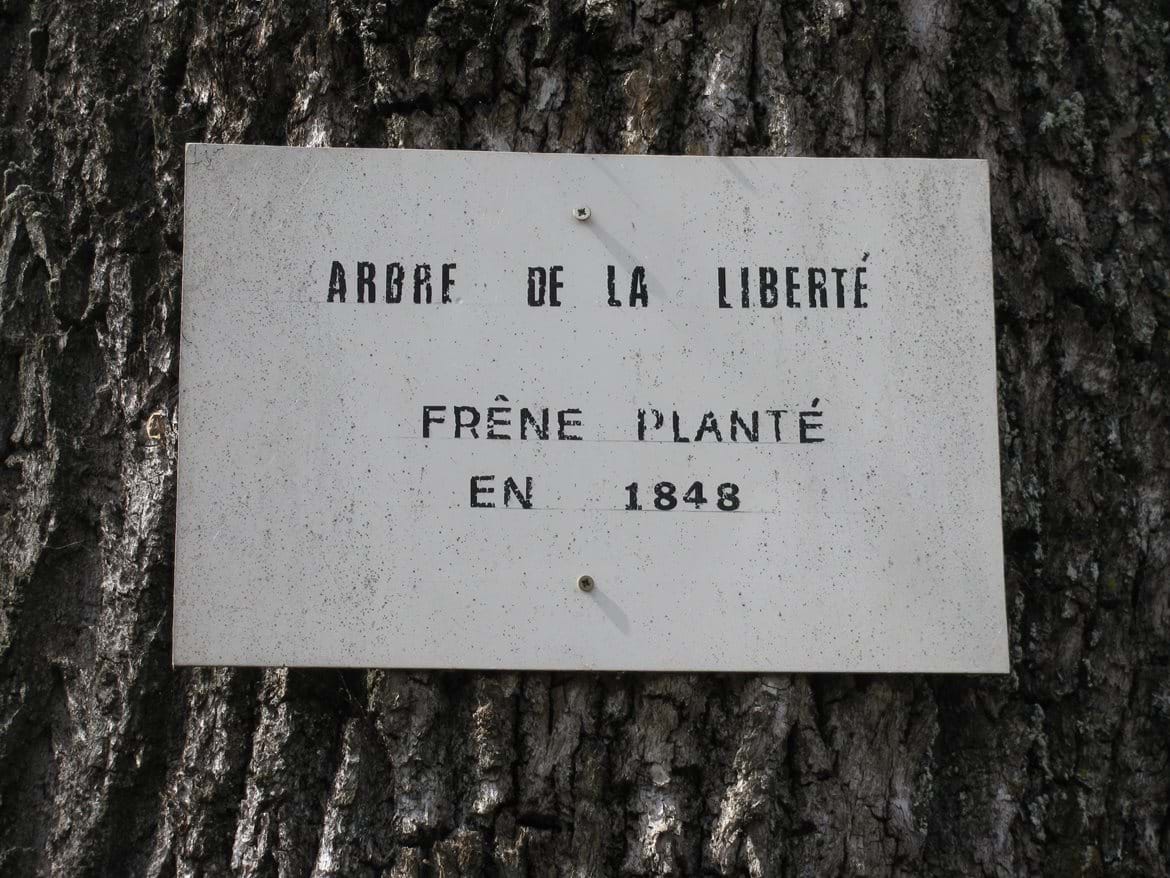 ARBRE DE LA LIBERTÉ
FRÊNE PLANTÉ
EN 1848